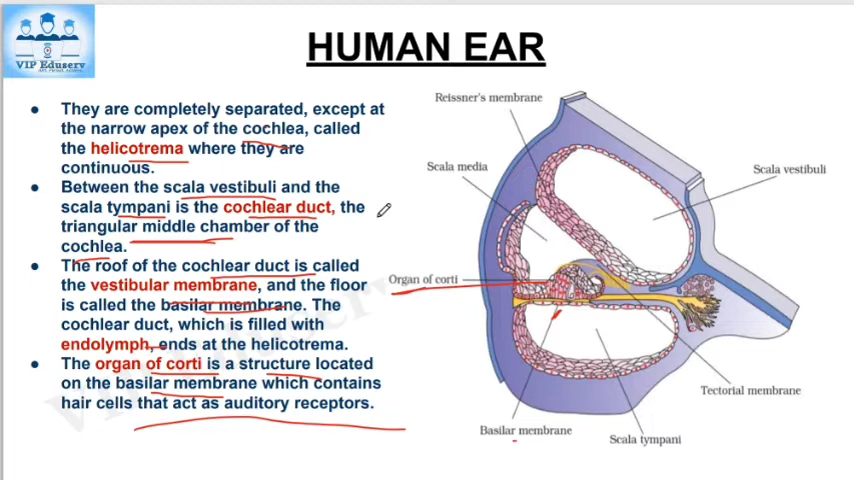 VIP Eduserv
HUMAN EAR
● They are completely separated, except at
the narrow apex of the cochlea, called
the helicotrema where they are
continuous.
● Between the scala vestibuli and the
scala tympani is the cochlear duct, the
triangular middle chamber of the
cochlea.
● The roof of the cochlear duct is called
the vestibular membrane, and the floor
is called the basilar membrane. The
cochlear duct, which is filled with
endolymph, ends at the helicotrema.
● The organ of corti is a structure located
on the basilar membrane which contains
hair cells that act as auditory receptors.
Reissner's membrane
Scala media
Scala vestibuli
Organ of corti
Tectorial membrane
Basilar membrane
Scala tympani
VIP Eduserv